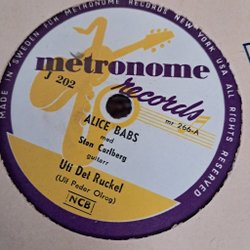 MADE IN SWEDEN FOR METRONOME RECORDS NEW YORK USA ALL RIGHTS RESERVED
metronome
J 202
records
mr 266-A
ALICE BABS
med
Sten Carlberg
guitarr
Uti Det Ruckel
(Ulf Peder Olrog)
NCB